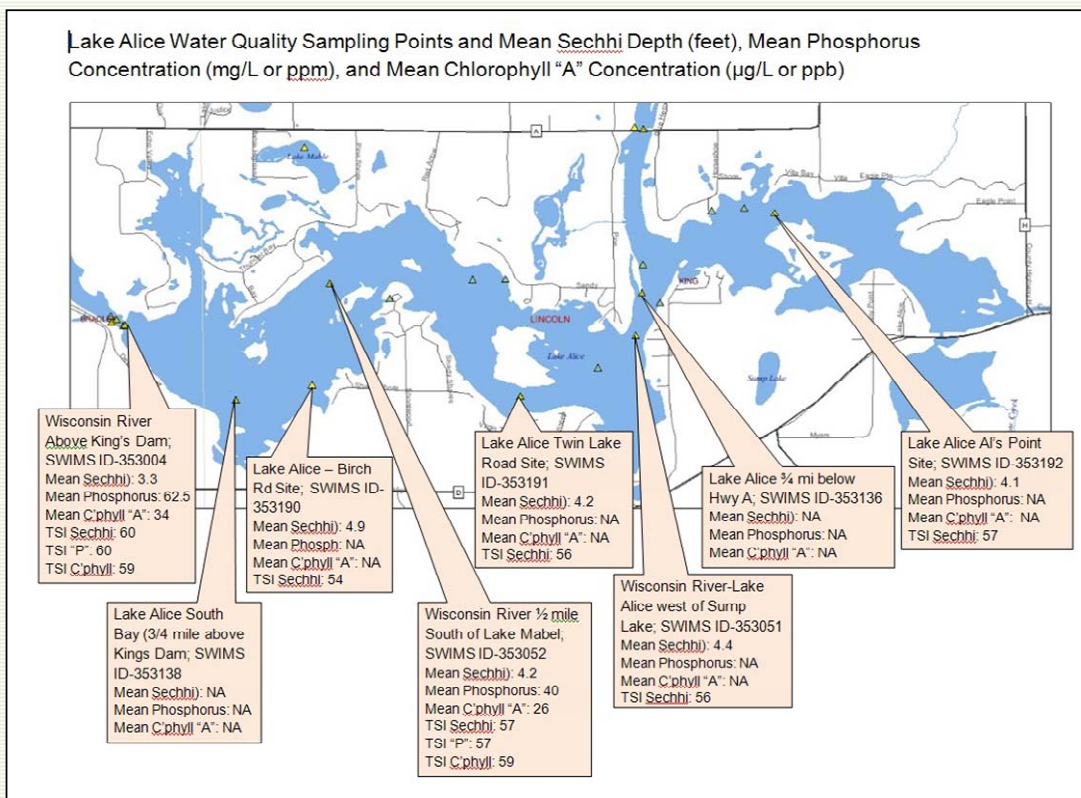 Lake Alice Water Quality Sampling Points and Mean Sechhi Depth (feet), Mean Phosphorus
Concentration (mg/L or ppm), and Mean Chlorophyll “A” Concentration (µg/L or ppb)
A
Lake Mable
Villa Bay
Villa
Eagle Pte
Eagle Point
H
Sandy
KING
LINCOLN
Lake Alice
Sump Lake
Myers
D
Wisconsin River
Above King’s Dam;
SWIMS ID-353004
Mean Sechhi): 3.3
Mean Phosphorus: 62.5
Mean C’phyll “A”: 34
TSI Sechhi: 60
TSI “P”: 60
TSI C’phyll: 59
Lake Alice South
Bay (3/4 mile above
Kings Dam; SWIMS
ID-353138
Mean Sechhi): NA
Mean Phosphorus: NA
Mean C’phyll “A”: NA
Lake Alice – Birch
Rd Site; SWIMS ID-
353190
Mean Sechhi): 4.9
Mean Phosph: NA
Mean C’phyll “A”: NA
TSI Sechhi: 54
Wisconsin River ½ mile
South of Lake Mabel;
SWIMS ID-353052
Mean Sechhi): 4.2
Mean Phosphorus: 40
Mean C’phyll “A”: 26
TSI Sechhi: 57
TSI “P”: 57
TSI C’phyll: 59
Lake Alice Twin Lake
Road Site; SWIMS
ID-353191
Mean Sechhi): 4.2
Mean Phosphorus: NA
Mean C’phyll “A”: NA
TSI Sechhi: 56
Wisconsin River-Lake
Alice west of Sump
Lake; SWIMS ID-353051
Mean Sechhi): 4.4
Mean Phosphorus: NA
Mean C’phyll “A”: NA
TSI Sechhi: 56
Lake Alice ¾ mi below
Hwy A; SWIMS ID-353136
Mean Sechhi): NA
Mean Phosphorus: NA
Mean C’phyll “A”: NA
Lake Alice Al’s Point
Site; SWIMS ID-353192
Mean Sechhi): 4.1
Mean Phosphorus: NA
Mean C’phyll “A”: NA
TSI Sechhi: 57